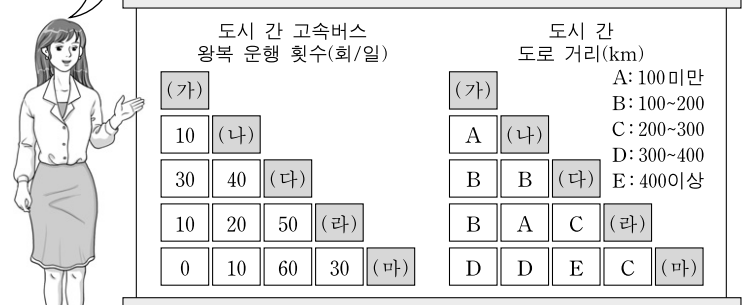 도시 간 고속버스
왕복 운행 횟수(회/일)
(가)
10 (나)
30 40 (다)
10 20 50 (라)
0 10 60 30 (마)
도시 간
도로 거리(km)
A: 100미만
B: 100~200
C: 200~300
D: 300~400
E: 400이상
(가)
A (나)
B B (다)
B A C (라)
D D E C (마)